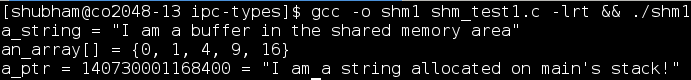 [shubham@co2048-13 ipc-types]$ gcc -o shm1 shm_test1.c -lrt && ./shm1
a_string = "I am a buffer in the shared memory area"
an_array[] = {0, 1, 4, 9, 16}
a_ptr = 140730001168400 = "I am a string allocated on main's stack!"